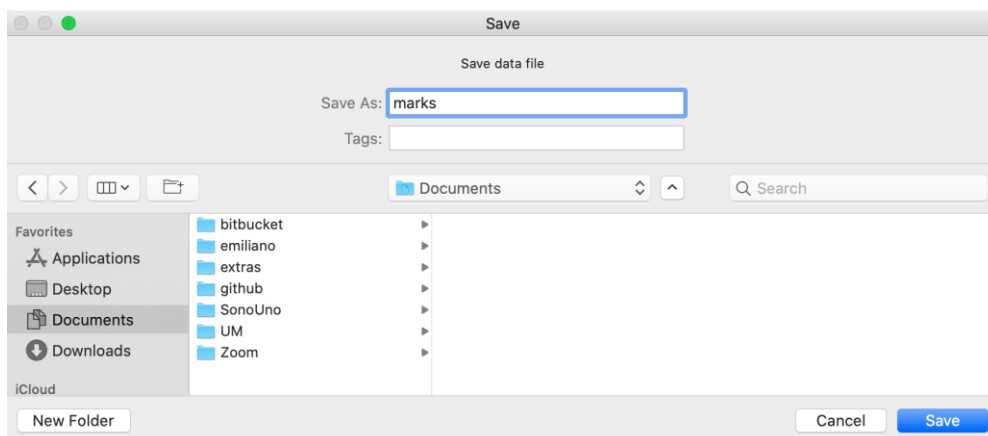 Save
Save data file
Save As: marks
Tags:
Documents
Search
Favorites
Applications
Desktop
Documents
Downloads
iCloud
bitbucket
emiliano
extras
github
SonoUno
UM
Zoom
New Folder
Cancel
Save